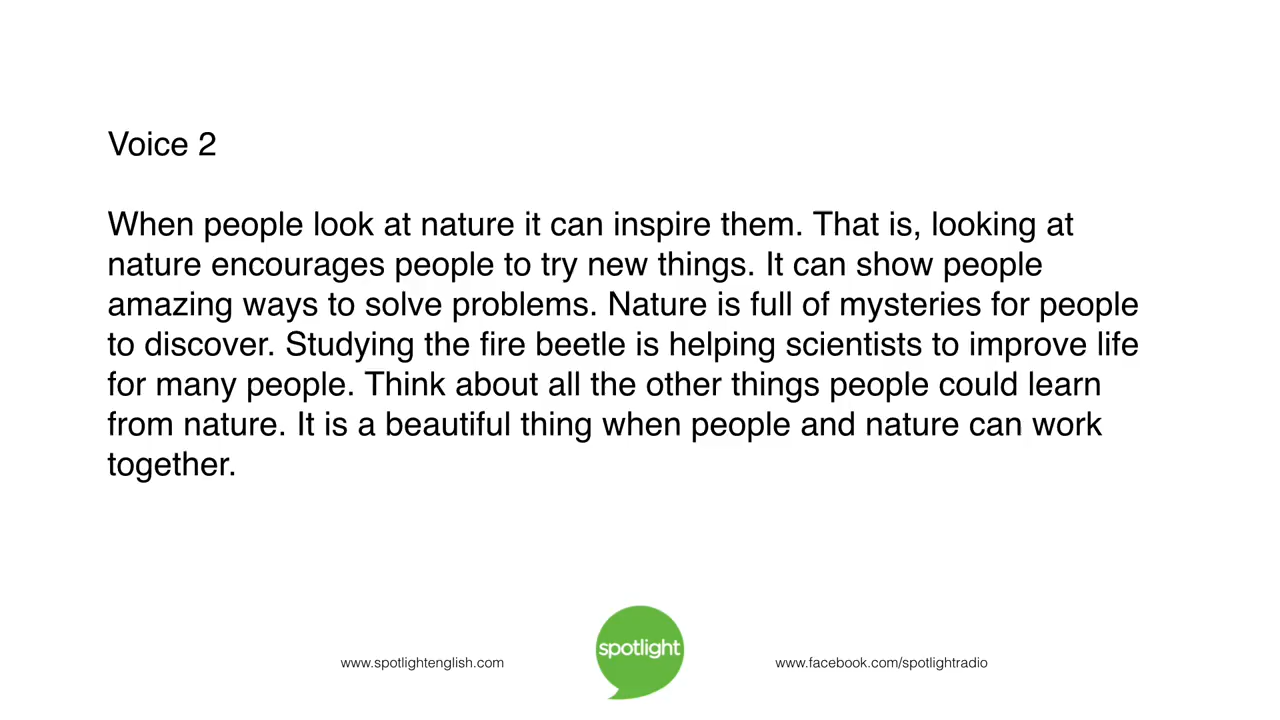 Voice 2
When people look at nature it can inspire them. That is, looking at
nature encourages people to try new things. It can show people
amazing ways to solve problems. Nature is full of mysteries for people
to discover. Studying the fire beetle is helping scientists to improve life
for many people. Think about all the other things people could learn
from nature. It is a beautiful thing when people and nature can work
together.
www.spotlightenglish.com
spotlight
www.facebook.com/spotlightradio